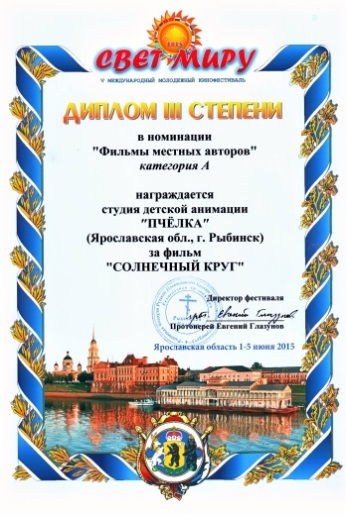 СВЕТ МИРУ
V МЕЖДУНАРОДНЫЙ МОЛОДЕЖНЫЙ КИНОФЕСТИВАЛЬ
ДИПЛОМ III СТЕПЕНИ
в номинации
"Фильмы местных авторов"
категория А
награждается
студия детской анимации
"ПЧЁЛКА"
(Ярославская обл., г. Рыбинск)
за фильм
"СОЛНЕЧНЫЙ КРУГ"
Директор фестиваля
Протоиерей Евгений Глазунов
Ярославская область 1-5 июня 2015